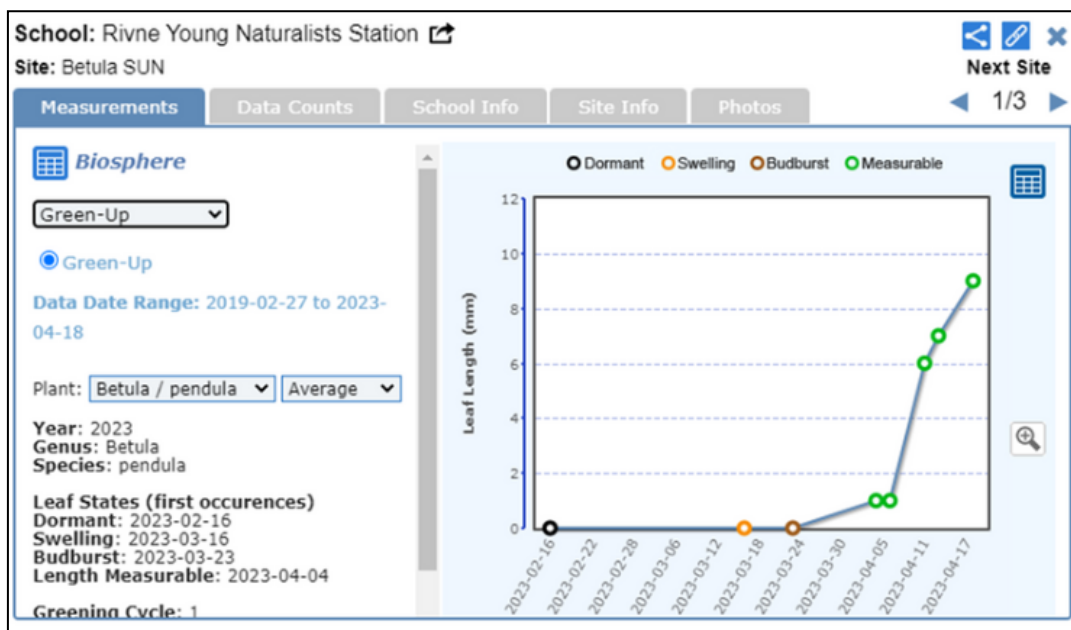 School: Rivne Young Naturalists Station
Site: Betula SUN
Next Site
1/3
Measurements
Data Counts
School Info
Site Info
Photos
Biosphere
Green-Up
Green-Up
Data Date Range: 2019-02-27 to 2023-
04-18
Plant: Betula / pendula Average
Year: 2023
Genus: Betula
Species: pendula
Leaf States (first occurences)
Dormant: 2023-02-16
Swelling: 2023-03-16
Budburst: 2023-03-23
Length Measurable: 2023-04-04
Greening Cycle: 1
Dormant Swelling Budburst Measurable
Leaf Length (mm)
12
10
8
6
4
2
0
2023-02-16
2023-02-22
2023-02-28
2023-03-06
2023-03-12
2023-03-18
2023-03-24
2023-03-30
2023-04-05
2023-04-11
2023-04-17